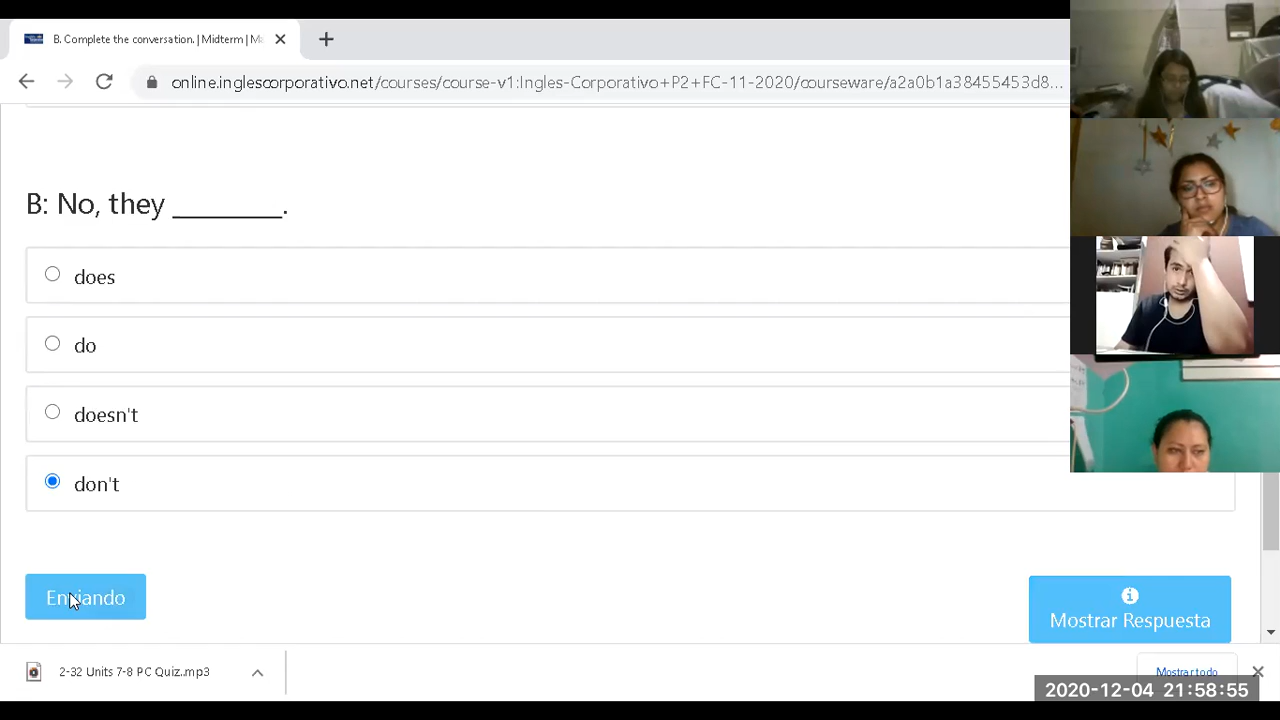 B. Complete the conversation. | Midterm | M
online.inglescorporativo.net/courses/course-v1:Ingles-Corporativo+P2+FC-11-2020/courseware/a2a0b1a38455453d8...
B: No, they ________.
does
do
doesn't
don't
Enviando
Mostrar Respuesta
2-32 Units 7-8 PC Quiz..mp3
Mostrar todo
2020-12-04 21:58:55